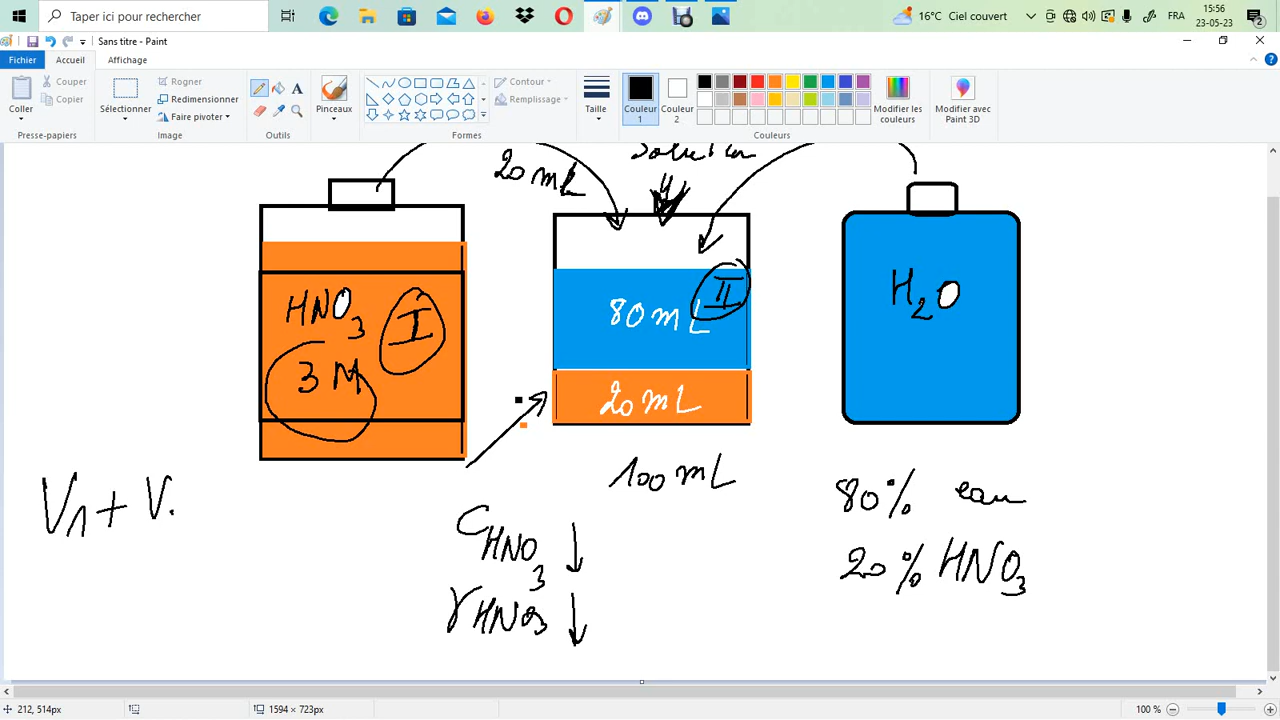 Taper ici pour rechercher
16°C Ciel couvert
FRA
15:56
23-05-23
2
Sans titre - Paint
Fichier
Accueil
Affichage
Coller
Couper
Copier
Presse-papiers
Sélectionner
Rogner
Redimensionner
Faire pivoter
Image
A
Outils
Pinceaux
Formes
Contour
Remplissage
Taille
Couleur 1
Couleur 2
Couleurs
Modifier les couleurs
Modifier avec Paint 3D
20 mL
Solution
HNO3
I
3 M
II
80 mL
20 mL
H2O
100 mL
V1 + V.
CHNO3 ↓
γHNO3 ↓
80% eau
20% HNO3
212, 514px
1594 × 723px
100 %